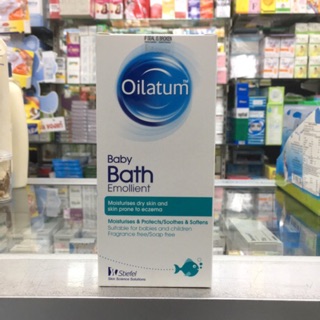 Oilatum™
Baby
Bath
Emollient
Moisturises dry skin and
skin prone to eczema
Moisturises & Protects/Soothes & Softens
Suitable for babies and children
Fragrance free/Soap free
Stiefel